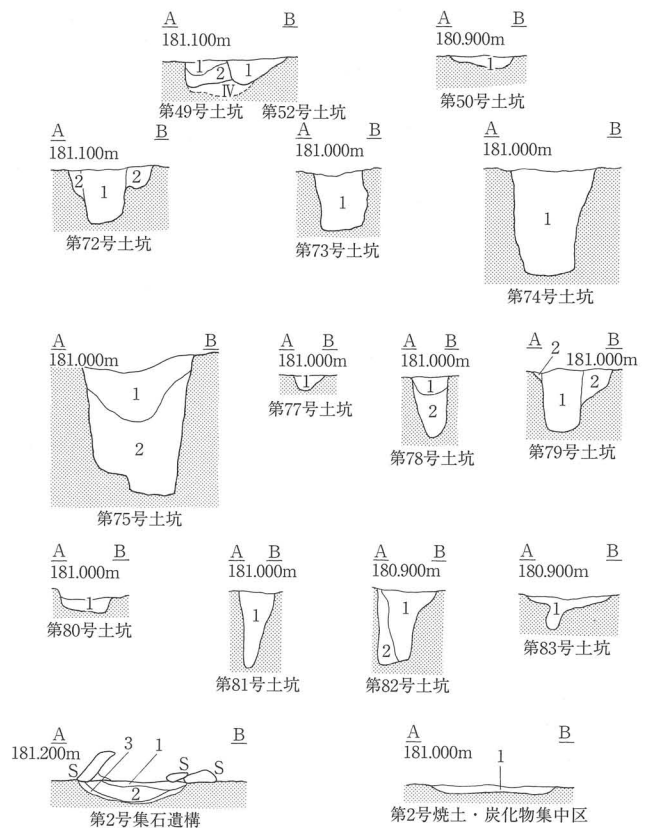 A B
181.100m
1 2 1
IV
第49号土坑 第52号土坑
A B
180.900m
1
第50号土坑
A B
181.100m
2 1 2
第72号土坑
A B
181.000m
1
第73号土坑
A B
181.000m
1
第74号土坑
A B
181.000m
1
2
第75号土坑
A B
181.000m
1
第77号土坑
A B
181.000m
1
2
第78号土坑
A 2 B
181.000m
1 2
第79号土坑
A B
181.000m
1
第80号土坑
A B
181.000m
1
第81号土坑
A B
180.900m
1
2
第82号土坑
A B
180.900m
1
第83号土坑
A B
181.200m 3 1
S S S
2
第2号集石遺構
A B
181.000m 1
第2号焼土・炭化物集中区